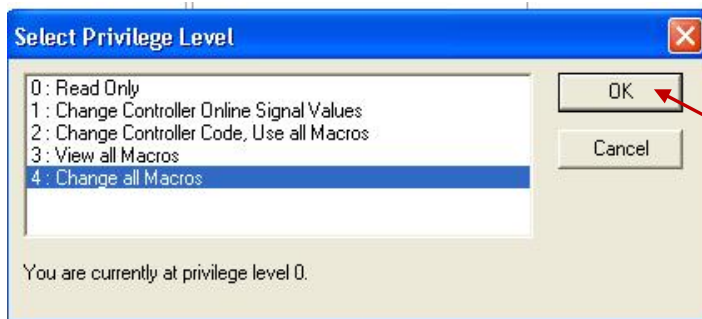 Select Privilege Level
0 : Read Only
1 : Change Controller Online Signal Values
2 : Change Controller Code, Use all Macros
3 : View all Macros
4 : Change all Macros
OK
Cancel
You are currently at privilege level 0.